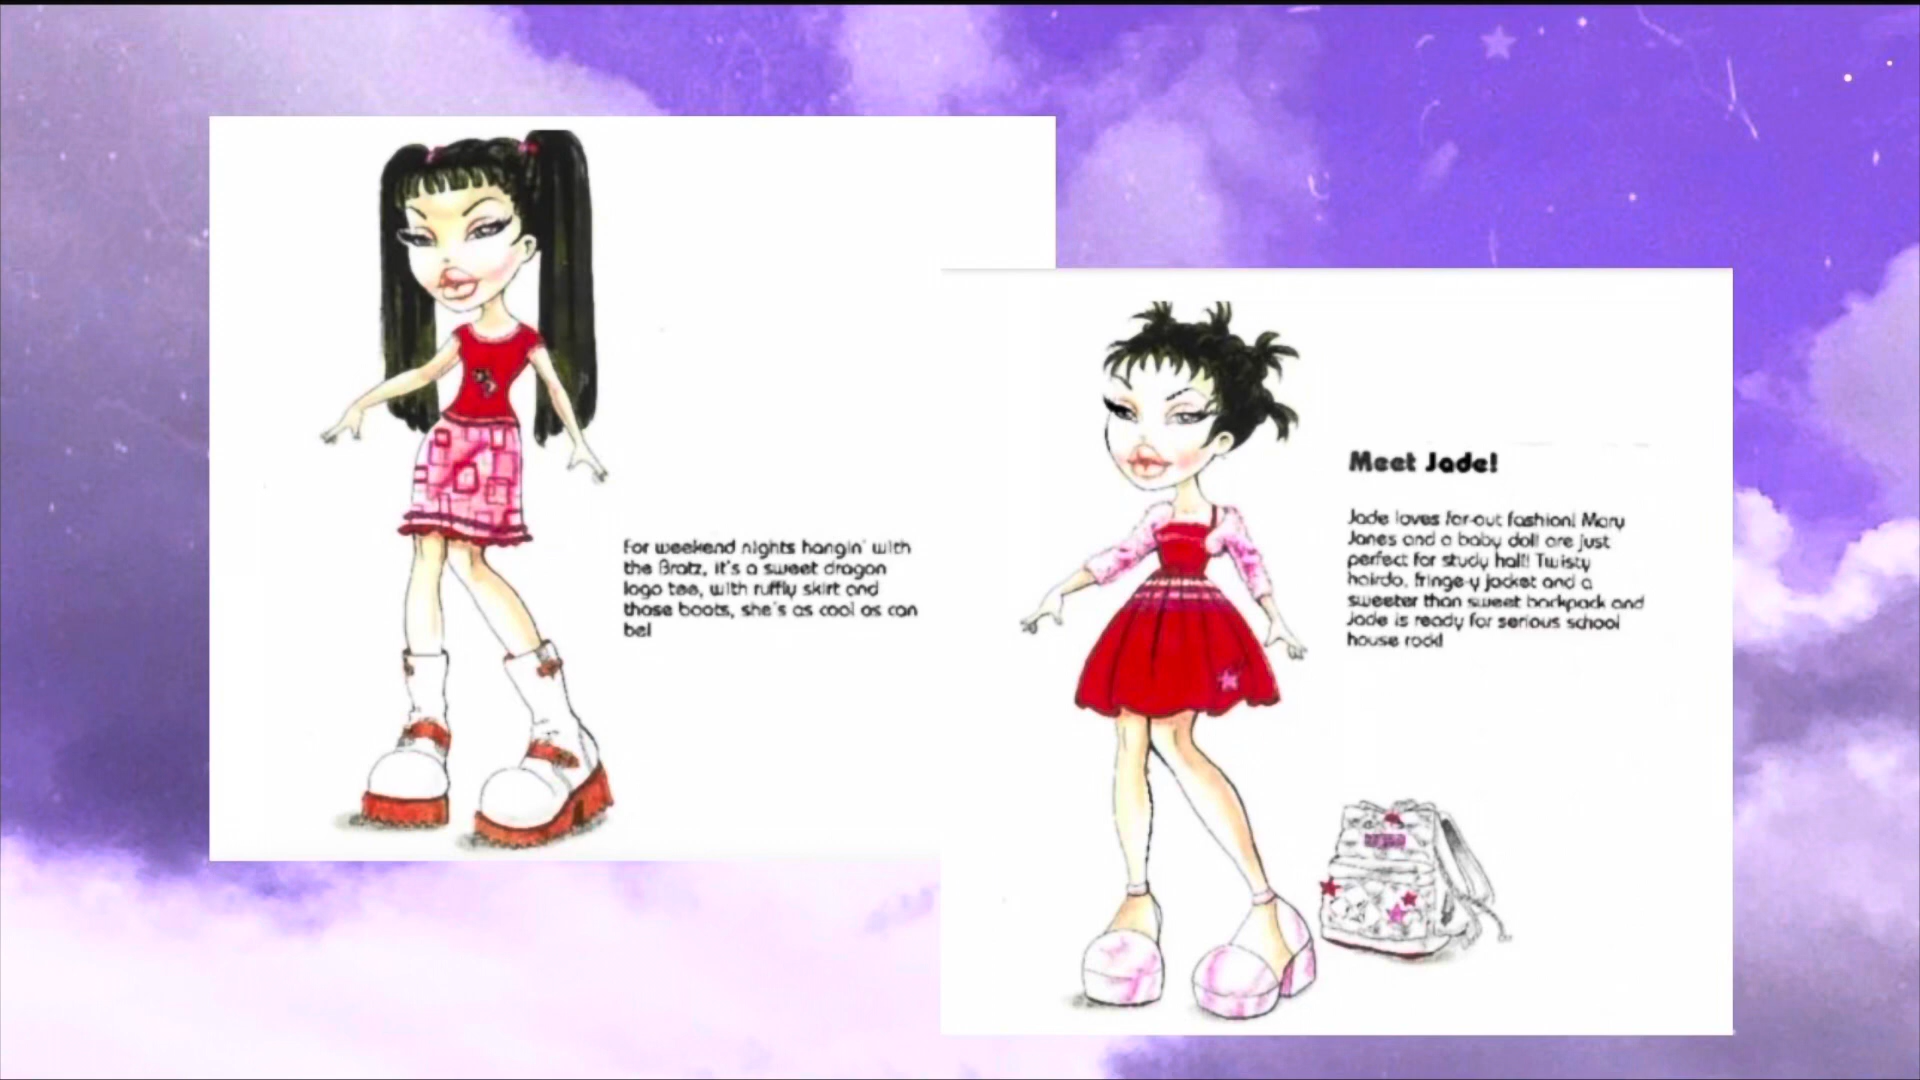 For weekend nights hangin' with
the Bratz, it's a sweet dragon
logo tee, with ruffly skirt and
those boots, she's as cool as can
be!
Meet Jade!
Jade loves far-out fashion! Mary
Janes and a baby doll are just
perfect for study hall! Twisty
hairdo, fringe-y jacket and a
sweeter than sweet backpack and
Jade is ready for serious school
house rock!